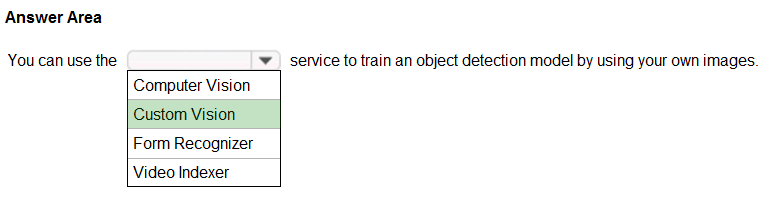 Answer Area
You can use the service to train an object detection model by using your own images.
Computer Vision
Custom Vision
Form Recognizer
Video Indexer